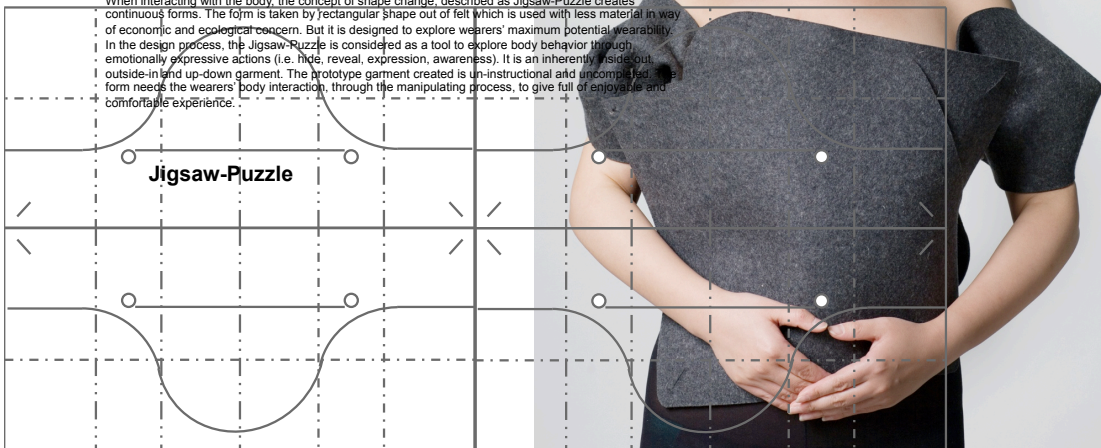 When interacting with the body, the concept of shape change, described as Jigsaw-Puzzle creates
continuous forms. The form is taken by rectangular shape out of felt which is used with less material in way
of economic and ecological concern. But it is designed to explore wearers' maximum potential wearability.
In the design process, the Jigsaw-Puzzle is considered as a tool to explore body behavior through
emotionally expressive actions (i.e. hide, reveal, expression, awareness). It is an inherently inside-out,
outside-in and up-down garment. The prototype garment created is un-instructional and uncompleted. The
form needs the wearers' body interaction, through the manipulating process, to give full of enjoyable and
comfortable experience.
Jigsaw-Puzzle